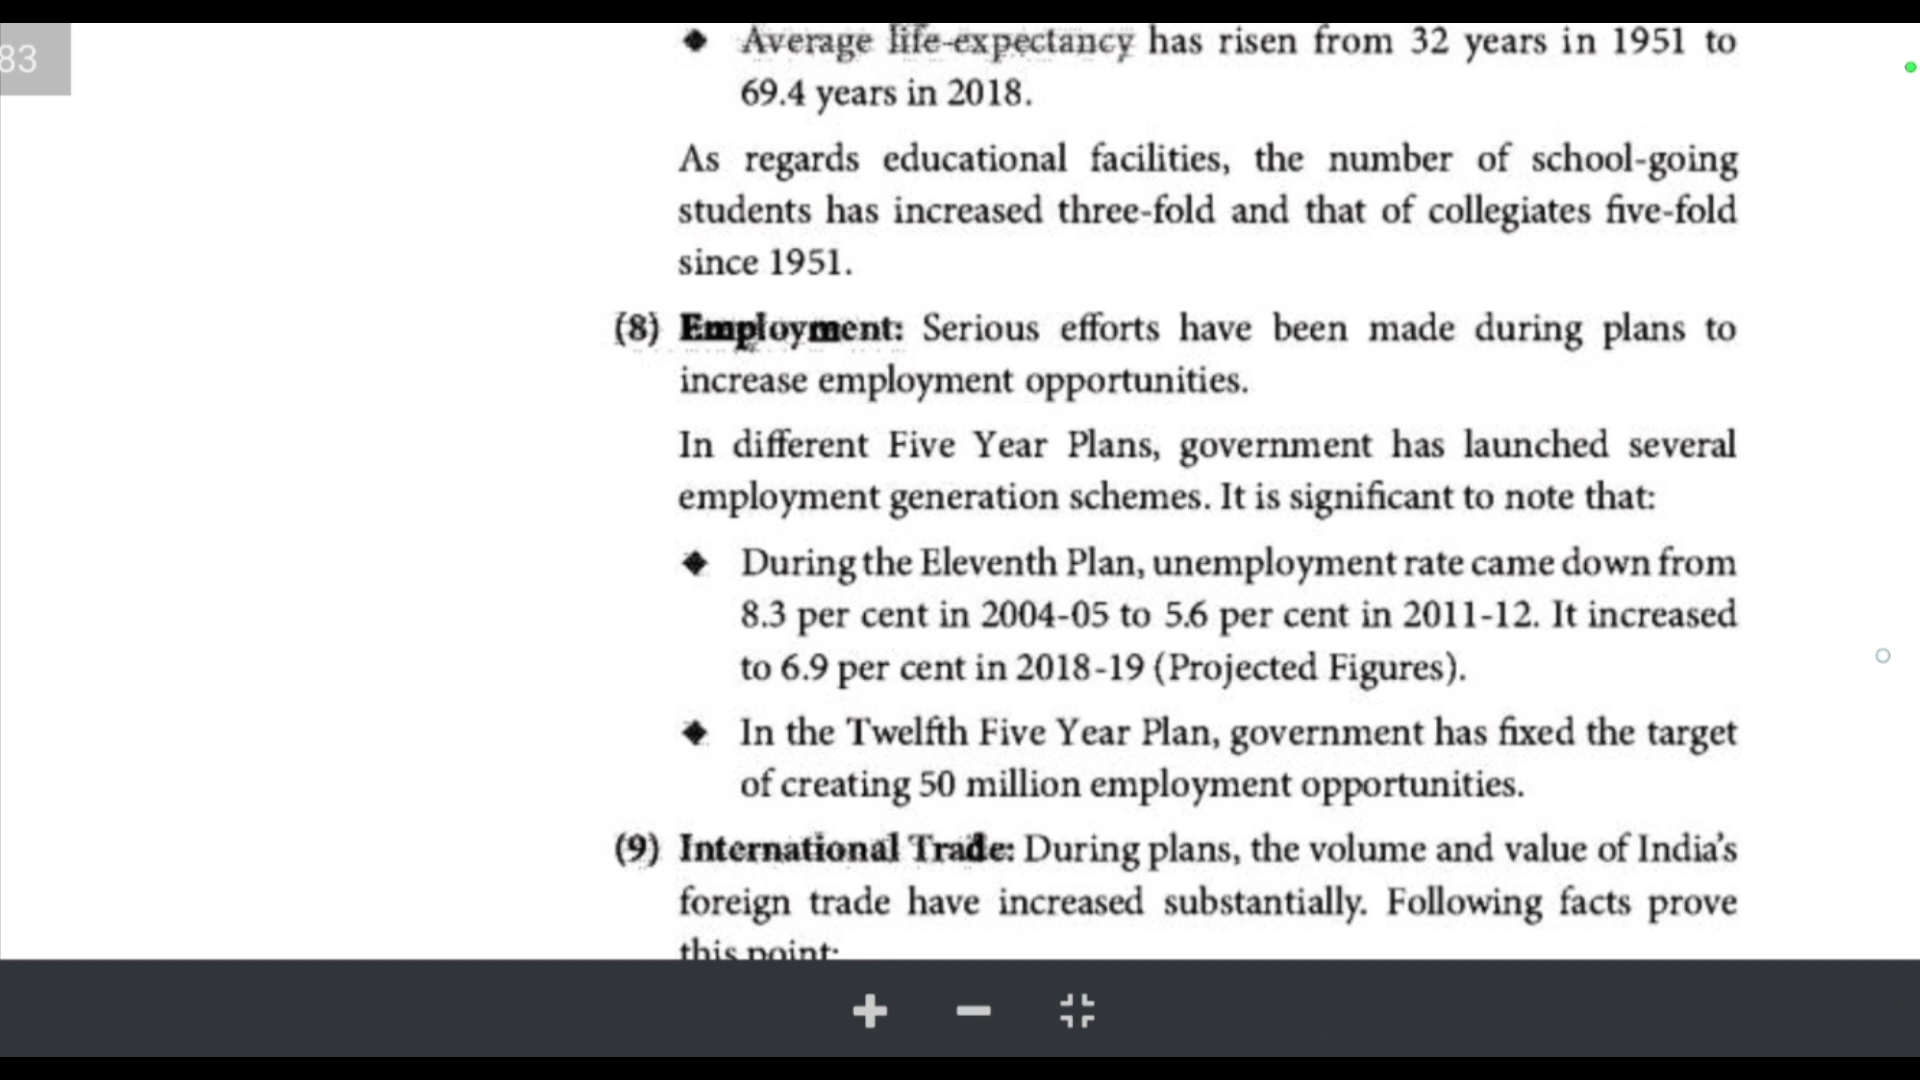 83
◆ Average life-expectancy has risen from 32 years in 1951 to
69.4 years in 2018.
As regards educational facilities, the number of school-going
students has increased three-fold and that of collegiates five-fold
since 1951.
(8) Employment: Serious efforts have been made during plans to
increase employment opportunities.
In different Five Year Plans, government has launched several
employment generation schemes. It is significant to note that:
◆ During the Eleventh Plan, unemployment rate came down from
8.3 per cent in 2004-05 to 5.6 per cent in 2011-12. It increased
to 6.9 per cent in 2018-19 (Projected Figures).
◆ In the Twelfth Five Year Plan, government has fixed the target
of creating 50 million employment opportunities.
(9) International Trade: During plans, the volume and value of India's
foreign trade have increased substantially. Following facts prove
this point: